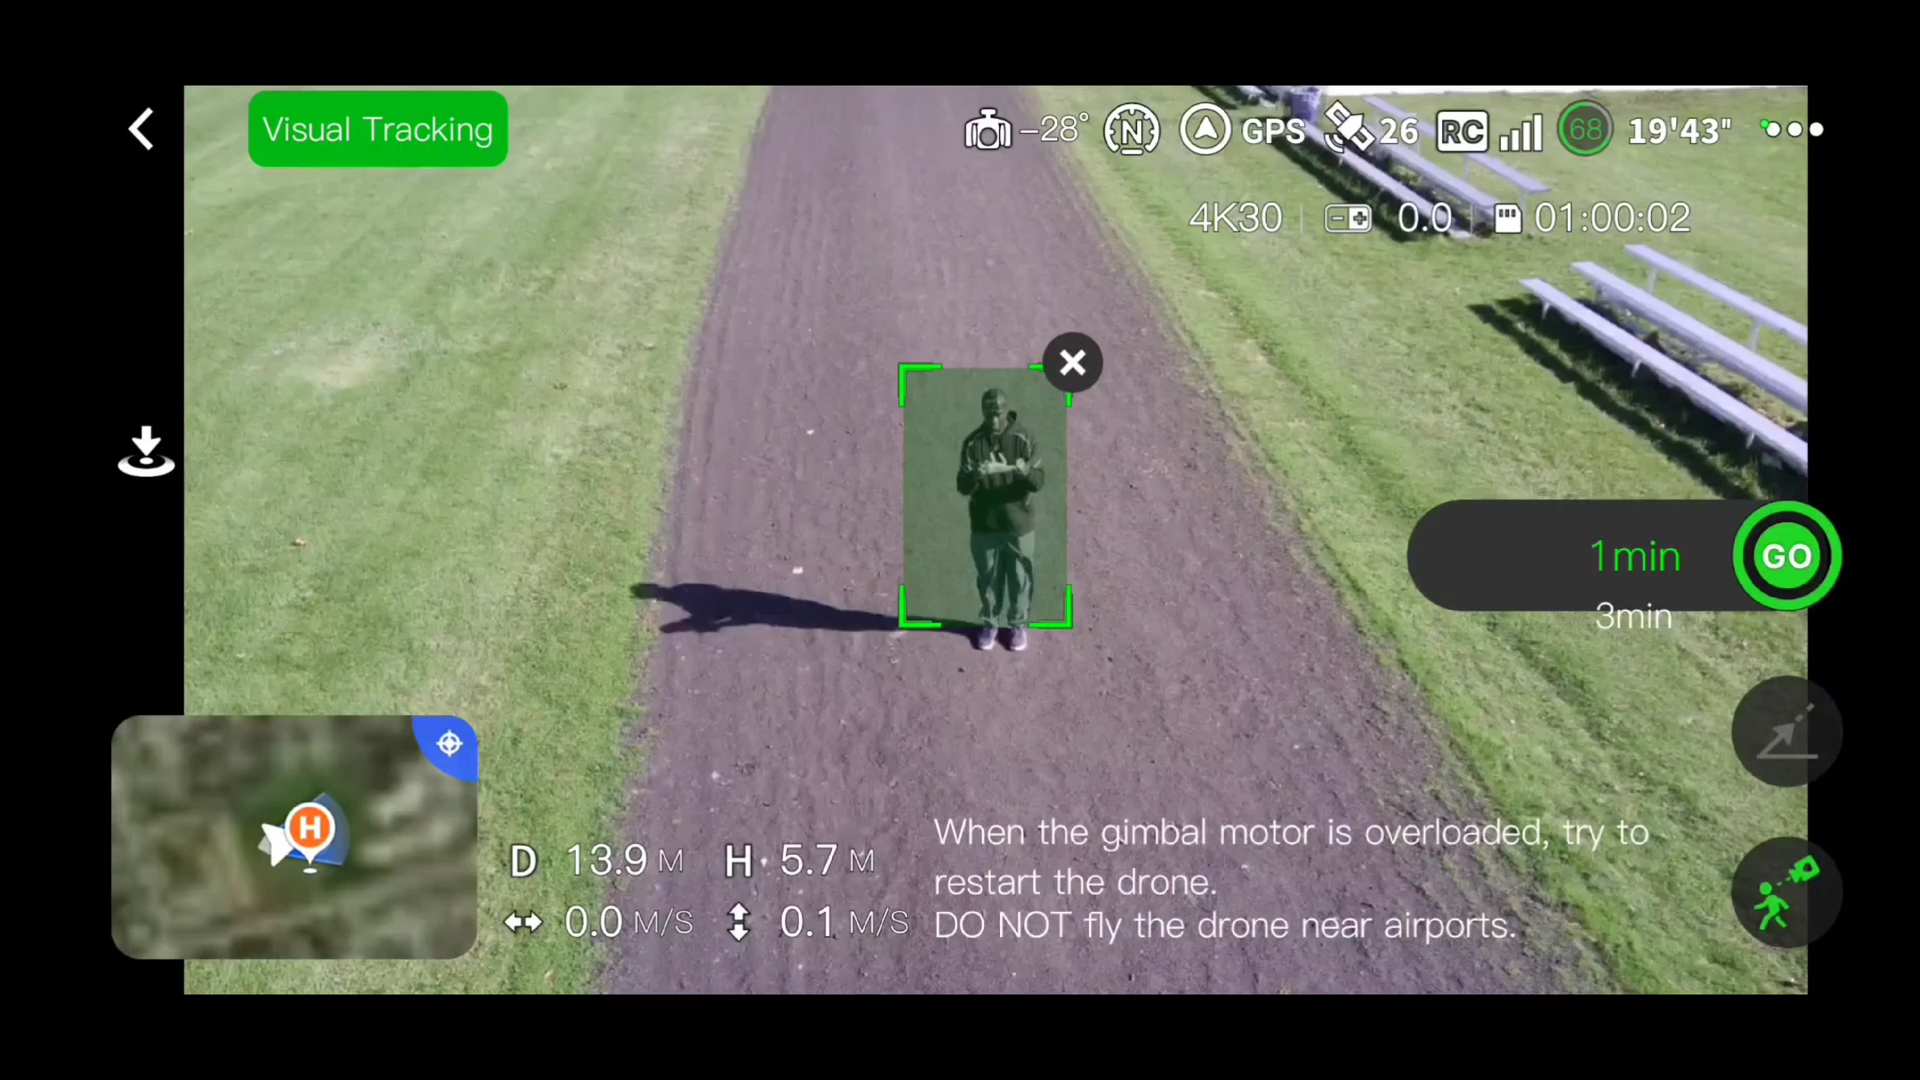 Visual Tracking
-28° N GPS 26 RC 68 19'43"
4K30 0.0 01:00:02
1min GO
3min
H
D 13.9 M H 5.7 M
0.0 M/S 0.1 M/S
When the gimbal motor is overloaded, try to
restart the drone.
DO NOT fly the drone near airports.